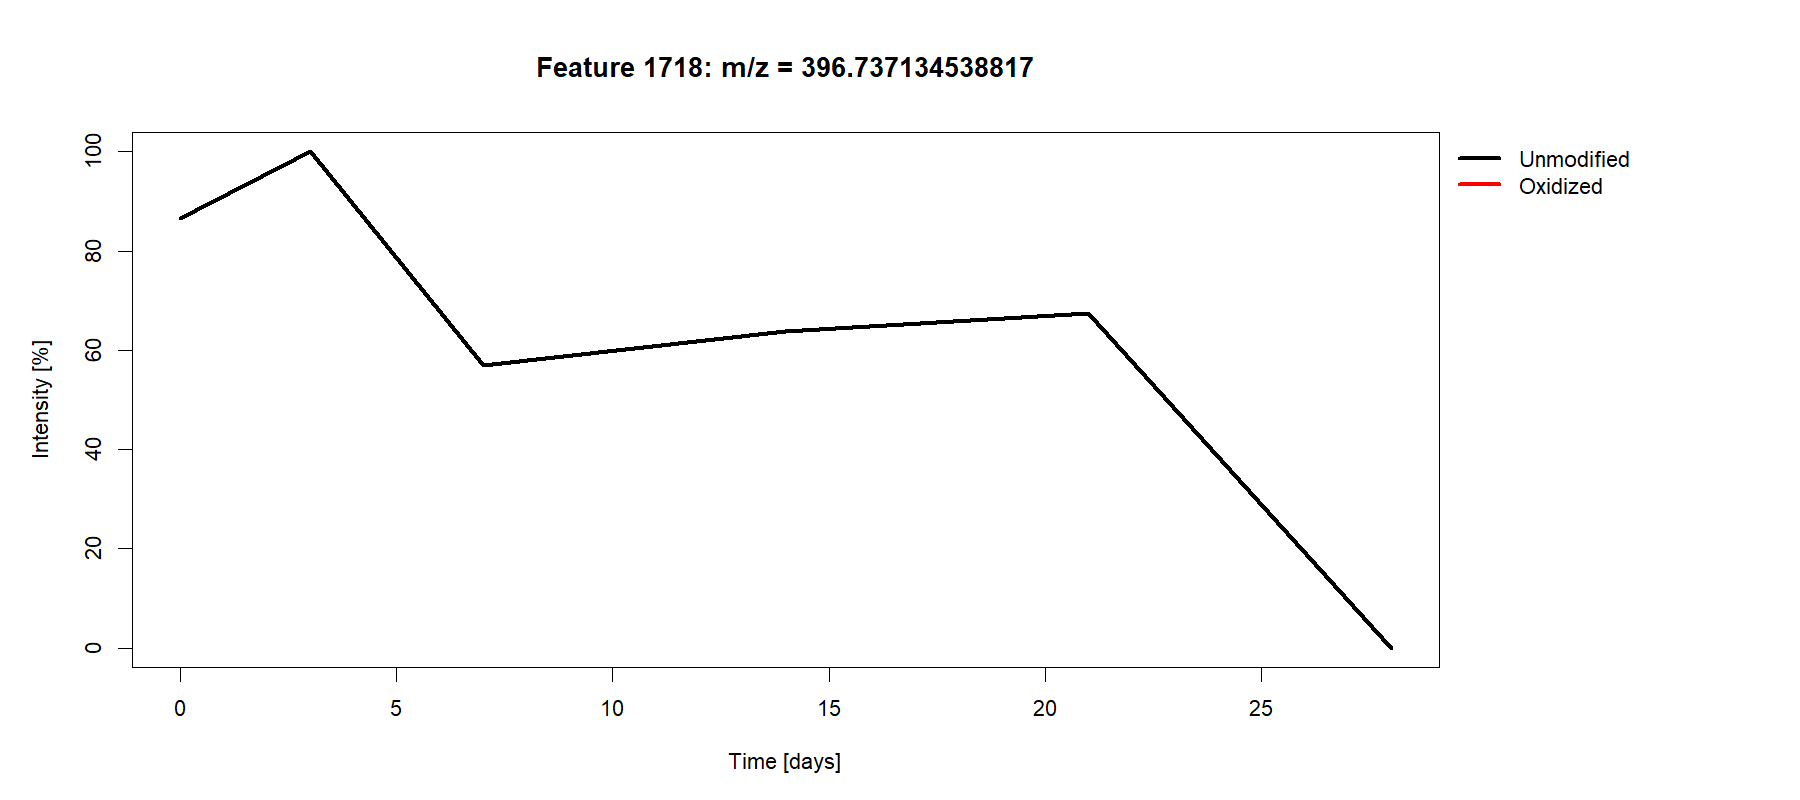 Feature 1718: m/z = 396.737134538817
Unmodified
Oxidized
Intensity [%]
100
80
60
40
20
0
0 5 10 15 20 25
Time [days]